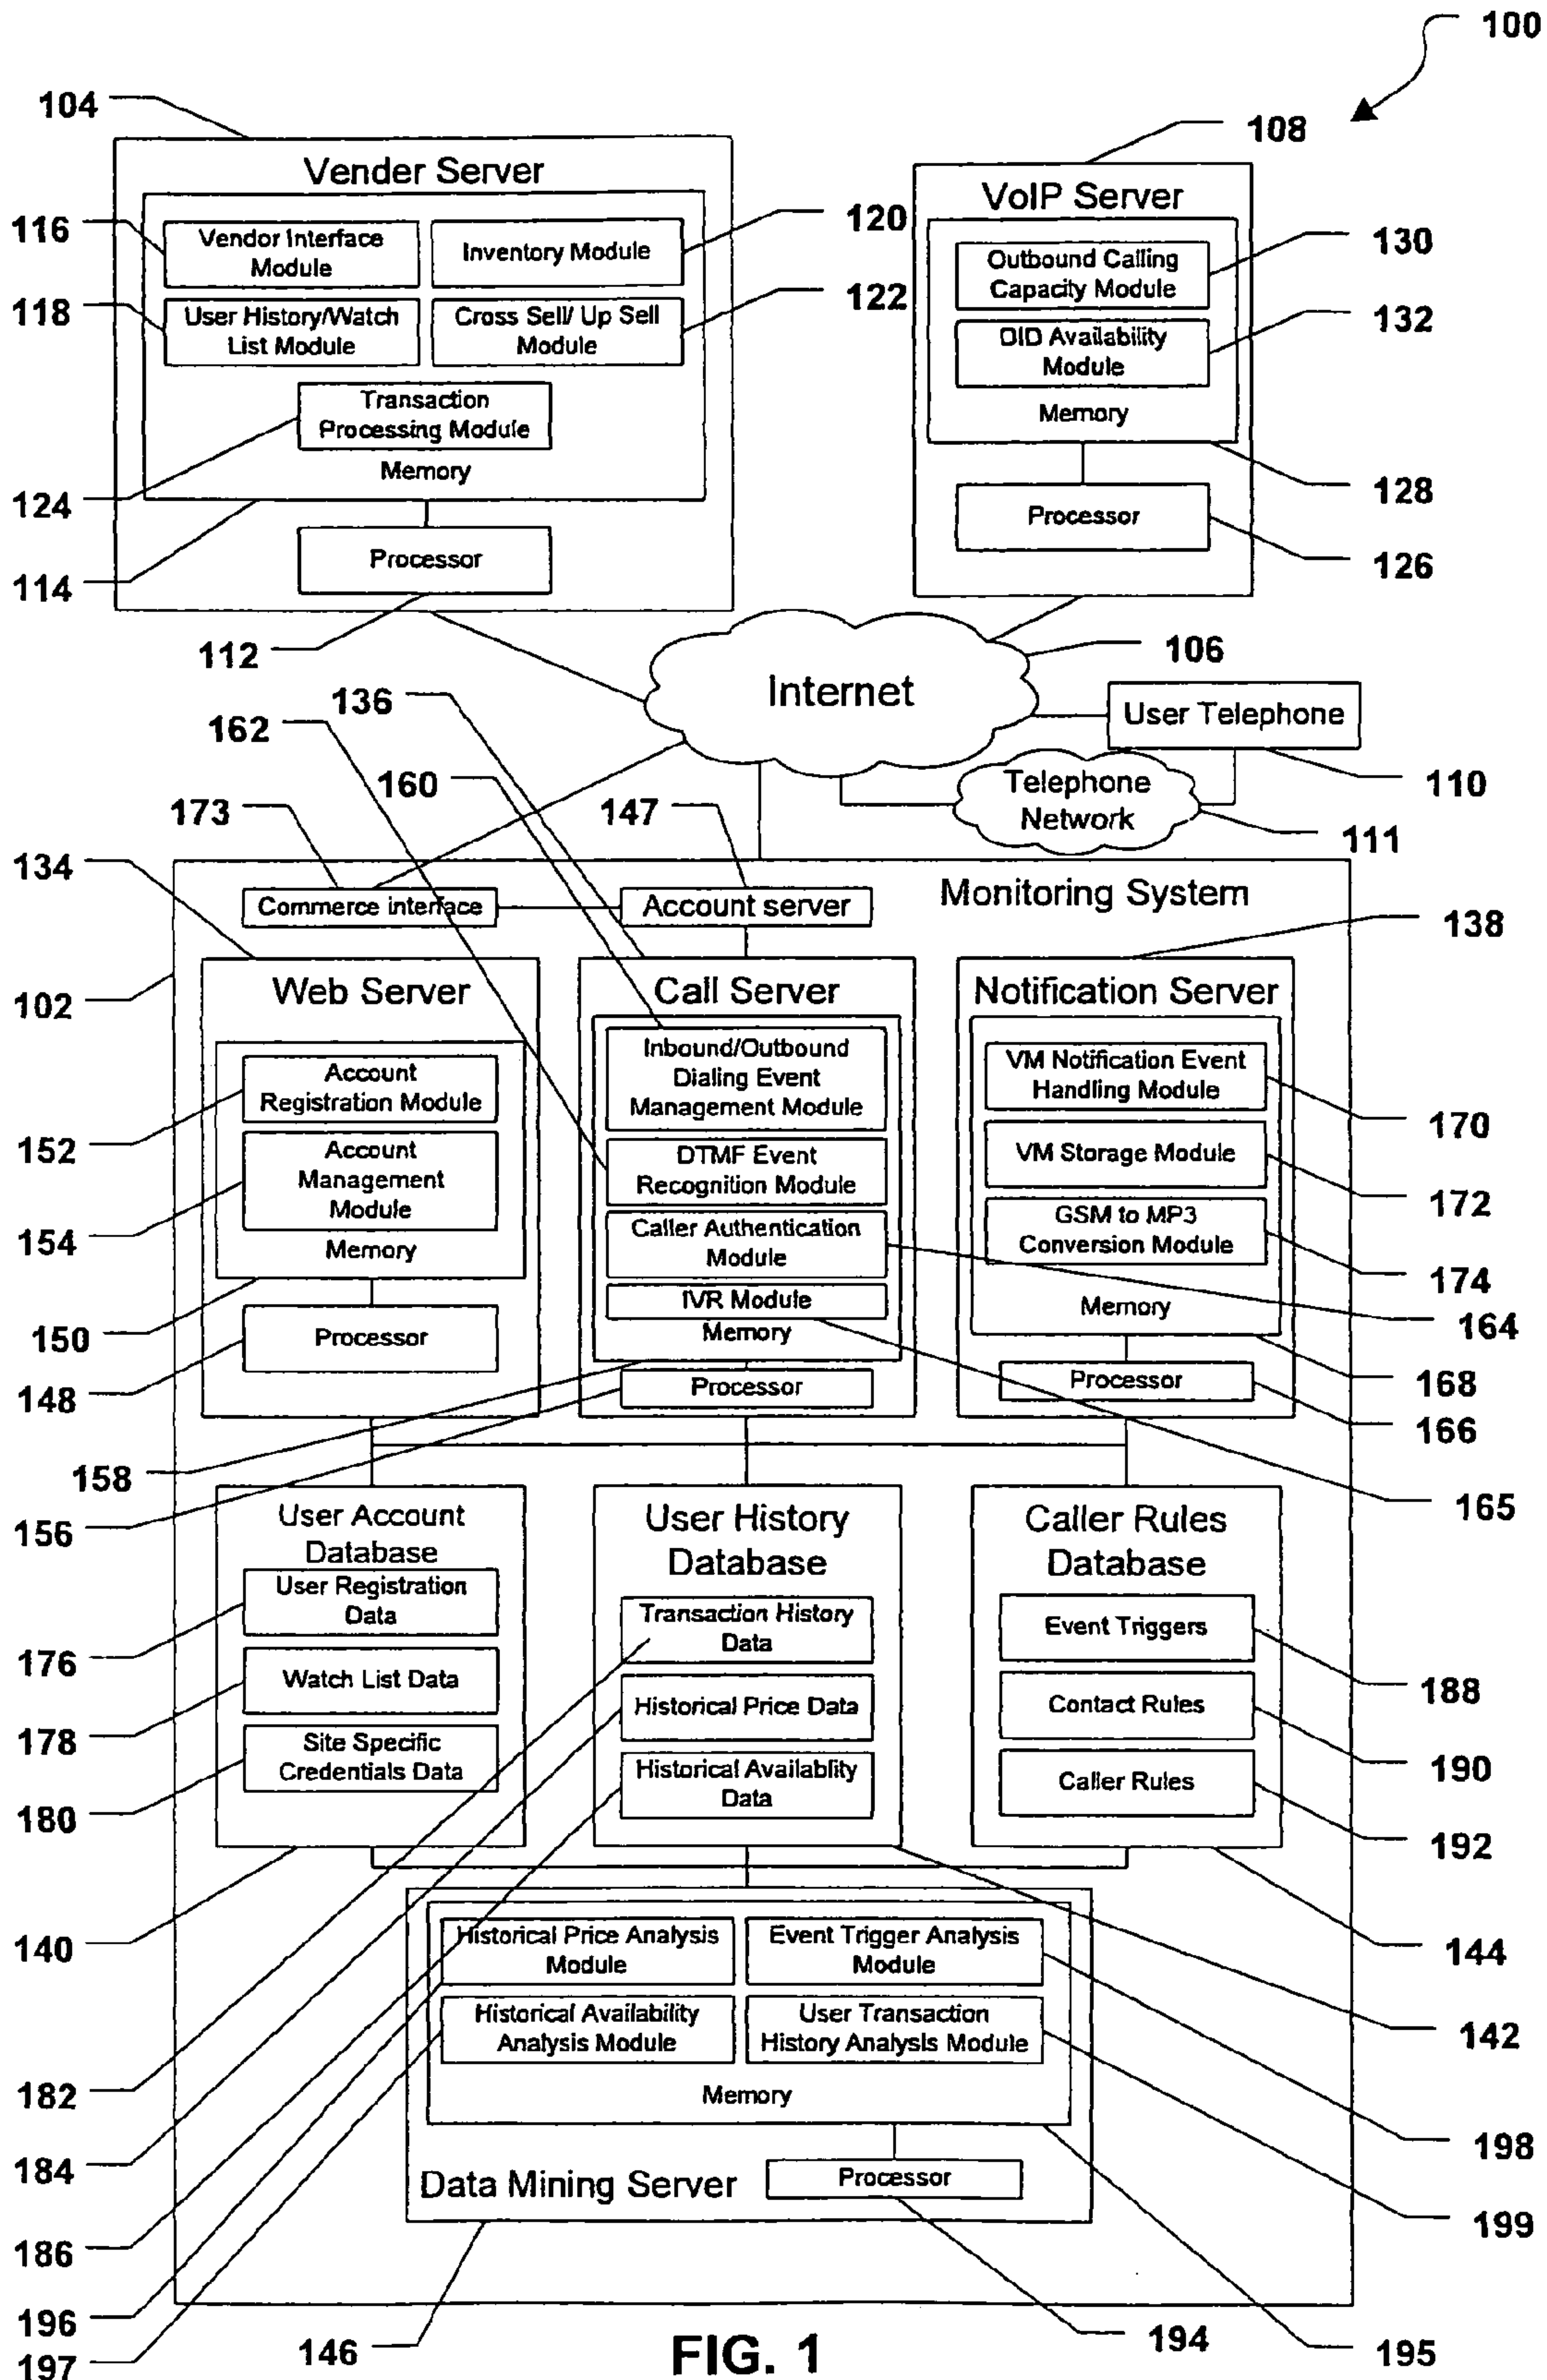 100
104
108
Vender Server
VoIP Server
116
Vendor Interface
Module
Inventory Module
120
Outbound Calling
Capacity Module
130
118
User History/Watch
List Module
Cross Sell/ Up Sell
Module
122
DID Availability
Module
132
Transaction
Processing Module
Memory
Memory
124
128
Processor
Processor
114
126
112
106
Internet
136
User Telephone
162
160
Telephone
Network
110
173
147
111
134
Commerce interface
Account server
Monitoring System
138
102
Web Server
Call Server
Notification Server
Account
Registration Module
Inbound/Outbound
Dialing Event
Management Module
VM Notification Event
Handling Module
170
152
Account
Management
Module
DTMF Event
Recognition Module
VM Storage Module
172
154
Memory
Caller Authentication
Module
GSM to MP3
Conversion Module
174
IVR Module
Memory
Memory
164
150
Processor
Processor
Processor
168
148
166
158
165
156
User Account
Database
User History
Database
Caller Rules
Database
User Registration
Data
Transaction History
Data
Event Triggers
176
188
Watch List Data
Historical Price Data
Contact Rules
178
190
Site Specific
Credentials Data
Historical Availablity
Data
Caller Rules
180
192
140
Historical Price Analysis
Module
Event Trigger Analysis
Module
144
Historical Availability
Analysis Module
User Transaction
History Analysis Module
142
182
Memory
198
184
Data Mining Server
Processor
199
186
196
146
194
195
197
FIG. 1